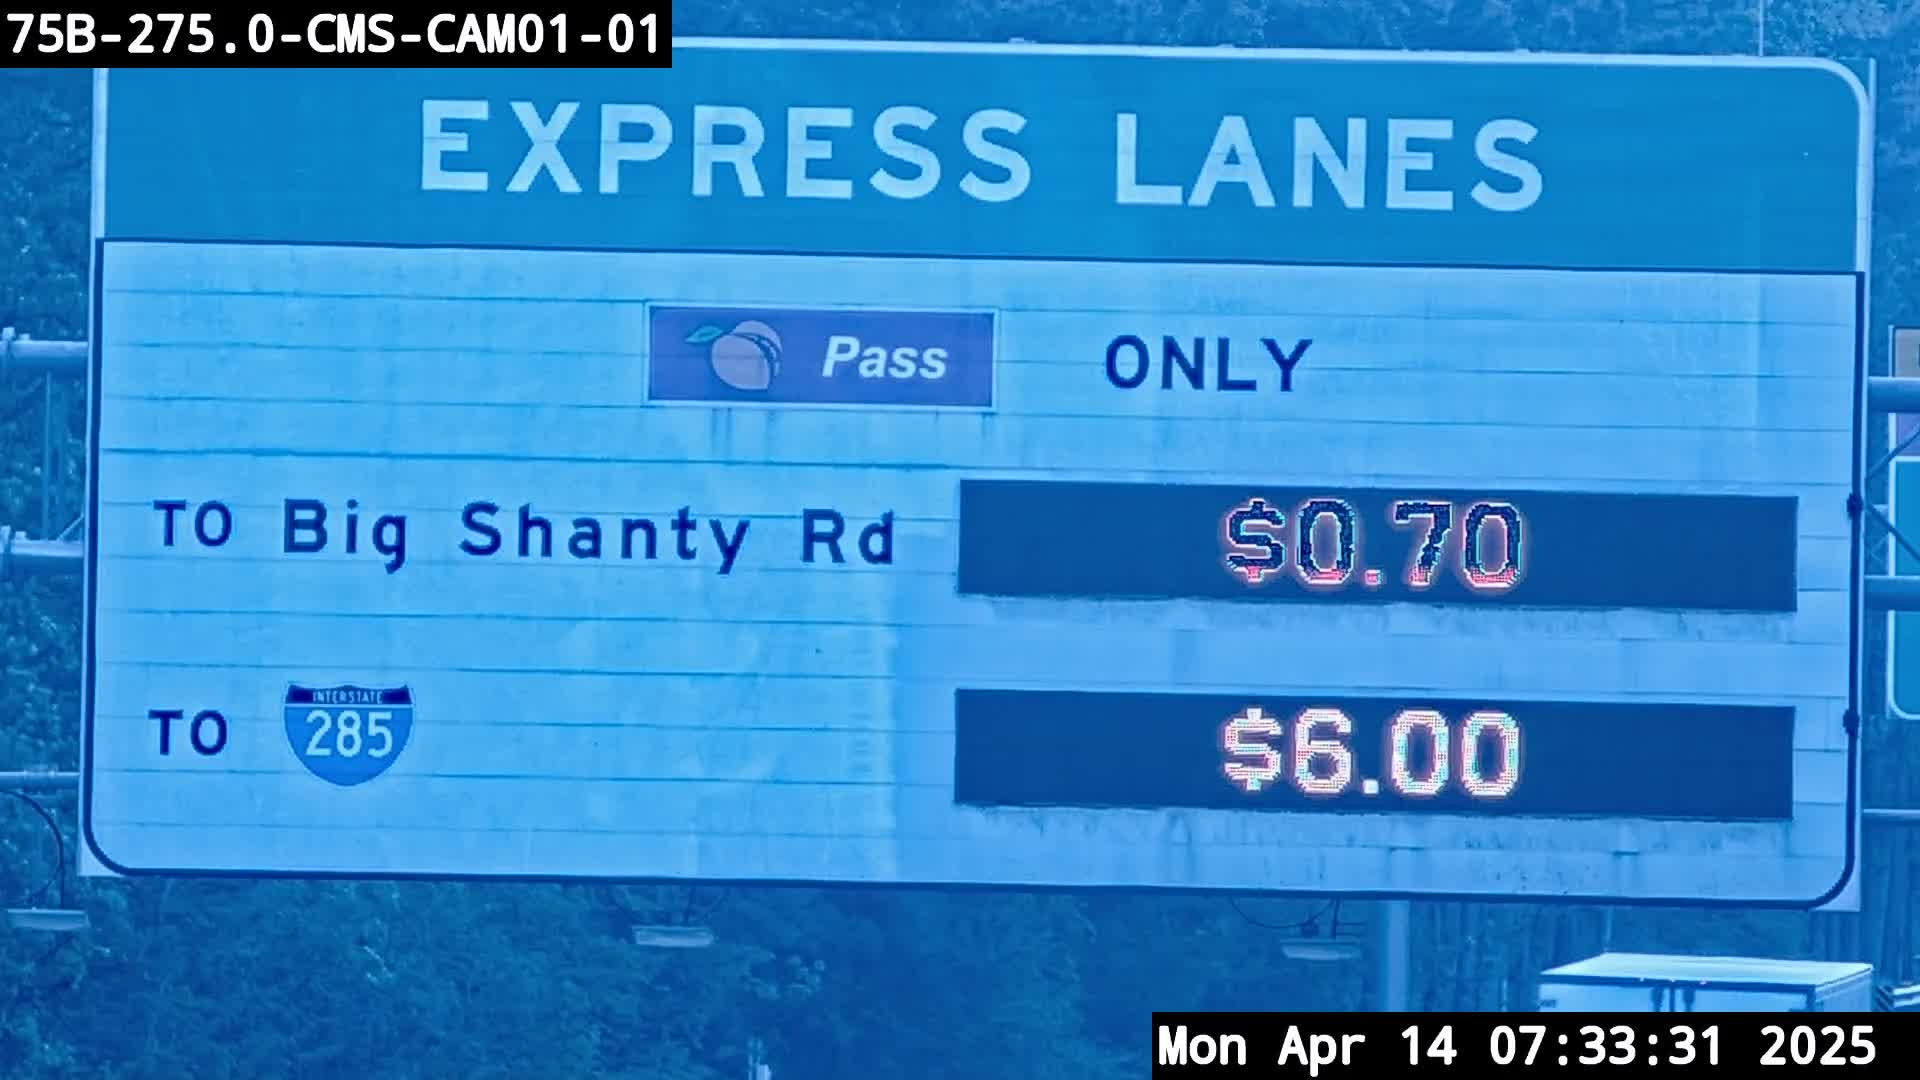 75B-275.0-CMS-CAM01-01
EXPRESS LANES
Pass ONLY
TO Big Shanty Rd $0.70
INTERSTATE
TO 285 $6.00
Mon Apr 14 07:33:31 2025